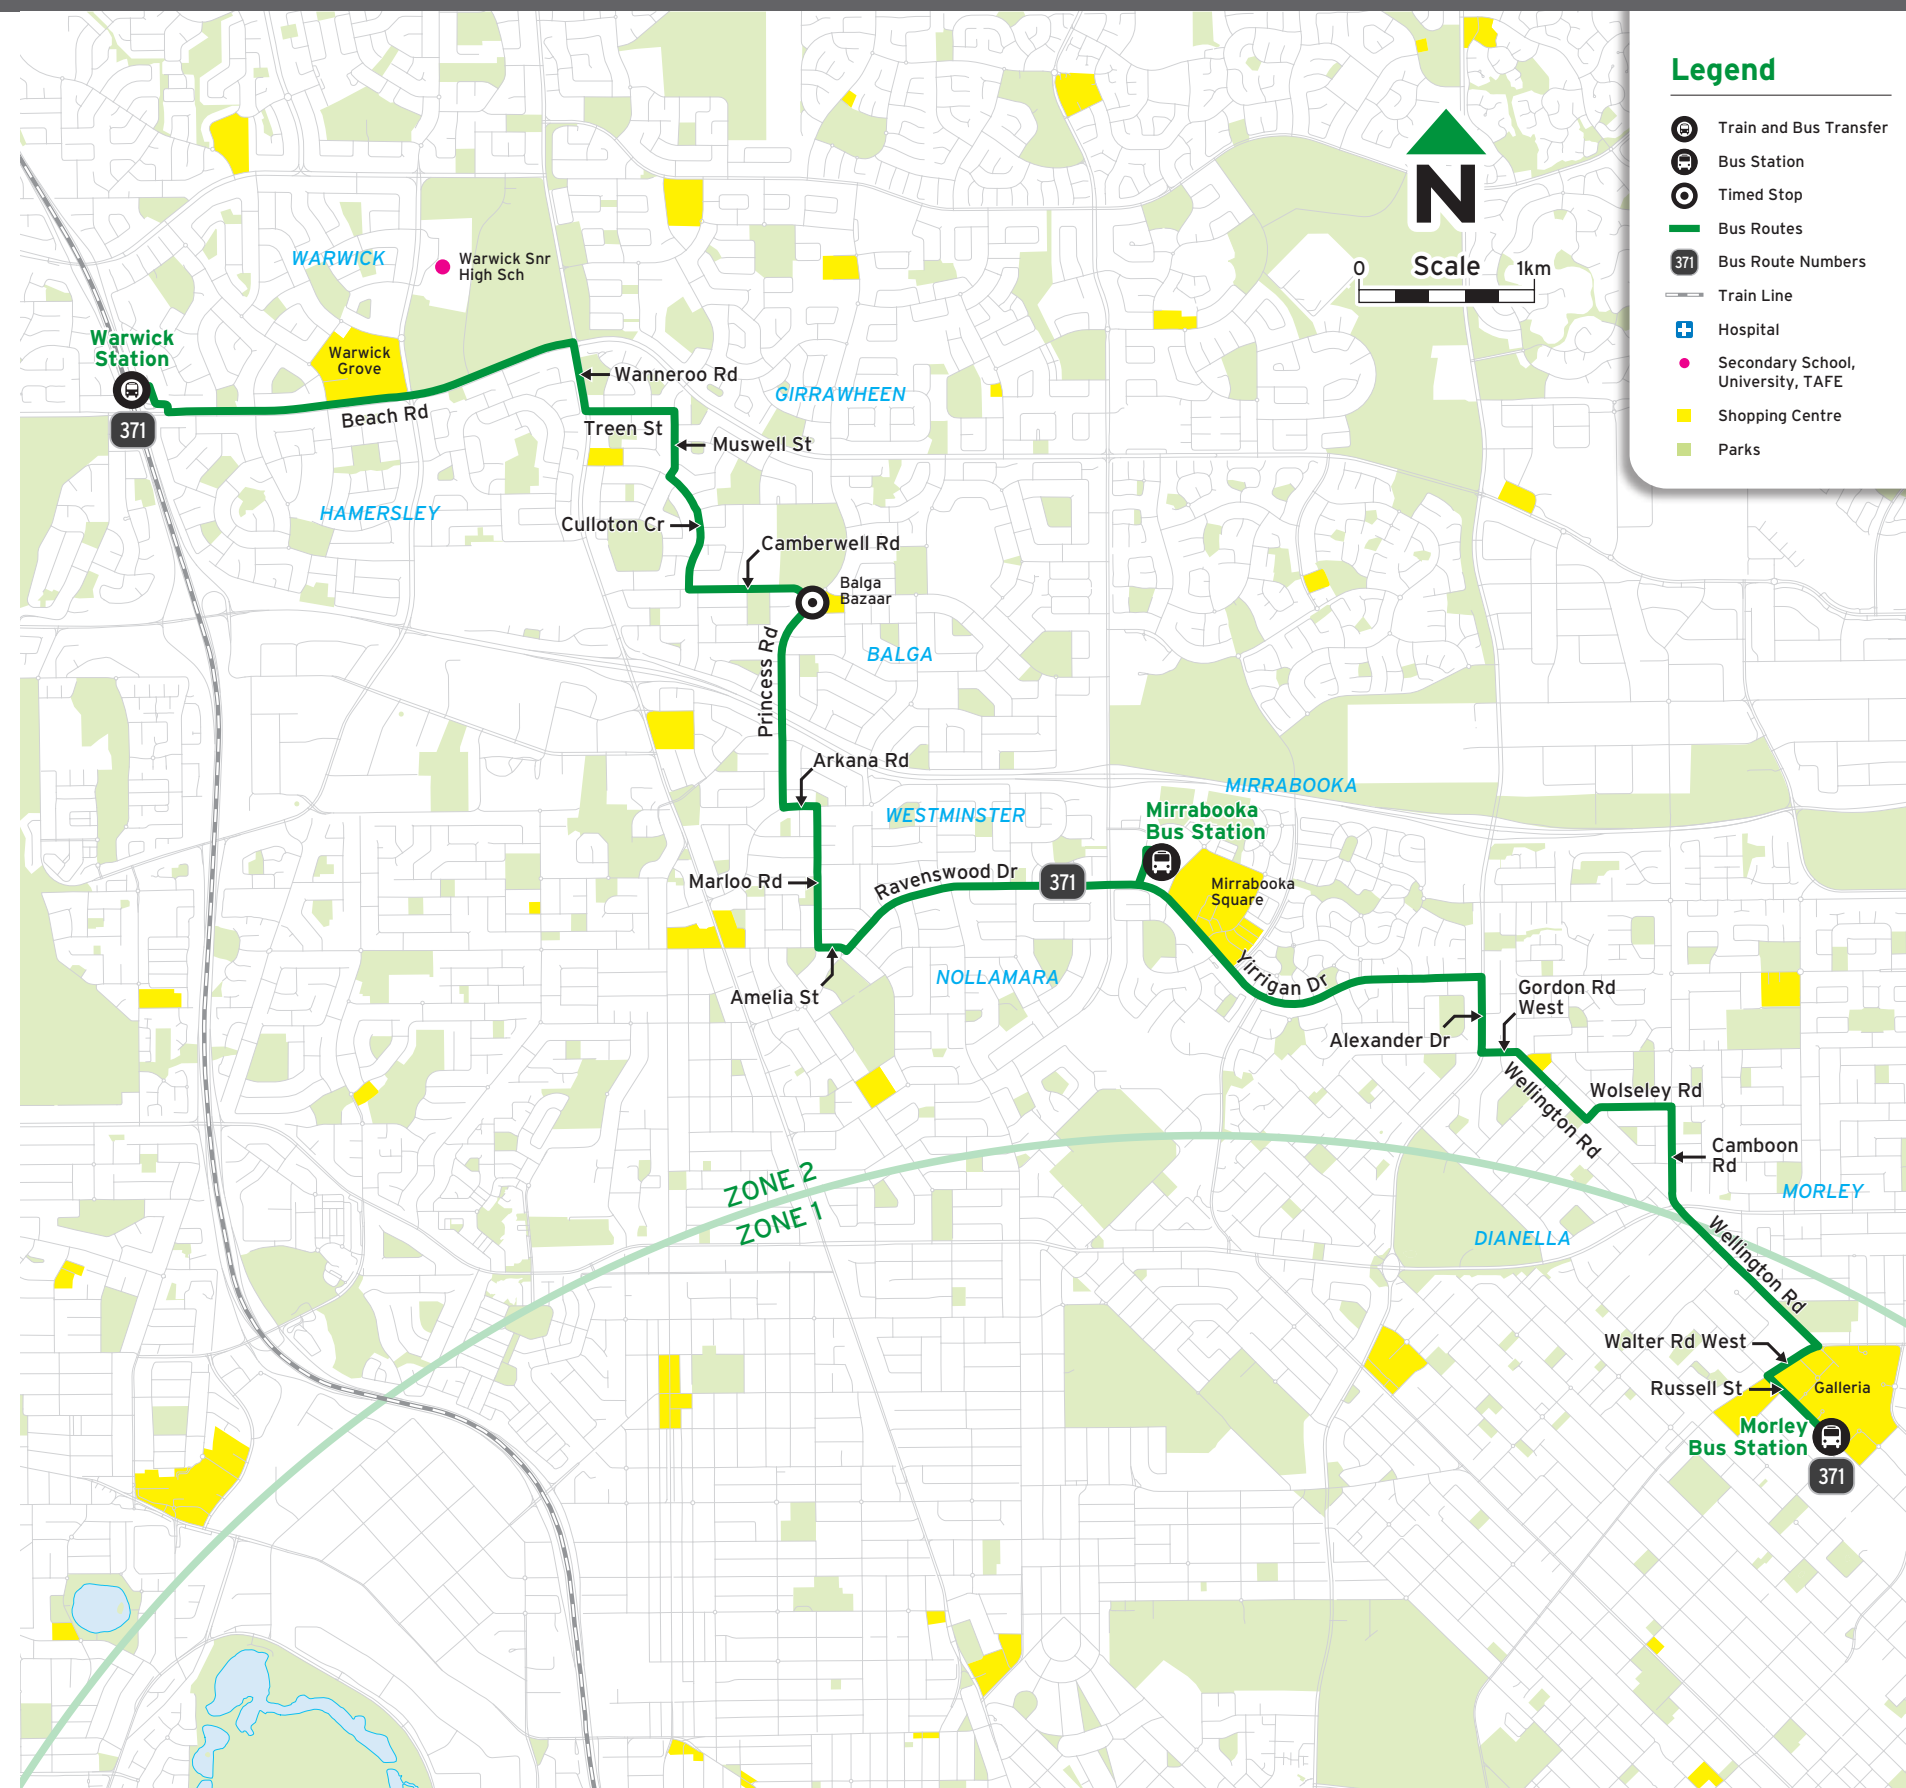 Legend
Train and Bus Transfer
Bus Station
Timed Stop
Bus Routes
371
Bus Route Numbers
Train Line
Hospital
Secondary School,
University, TAFE
Shopping Centre
Parks
N
0 Scale 1km
WARWICK
Warwick Snr
High Sch
Warwick
Station
371
Warwick
Grove
Beach Rd
Wanneroo Rd
GIRRAWHEEN
Treen St
Muswell St
HAMERSLEY
Culloton Cr
Camberwell Rd
Balga
Bazaar
Princess Rd
BALGA
Arkana Rd
WESTMINSTER
MIRRABOOKA
Mirrabooka
Bus Station
Marloo Rd
Ravenswood Dr
371
Mirrabooka
Square
Amelia St
NOLLAMARA
Yirrigan Dr
Gordon Rd
West
Alexander Dr
Wellington Rd
Wolseley Rd
Camboon
Rd
MORLEY
ZONE 2
ZONE 1
DIANELLA
Wellington Rd
Walter Rd West
Russell St
Galleria
Morley
Bus Station
371